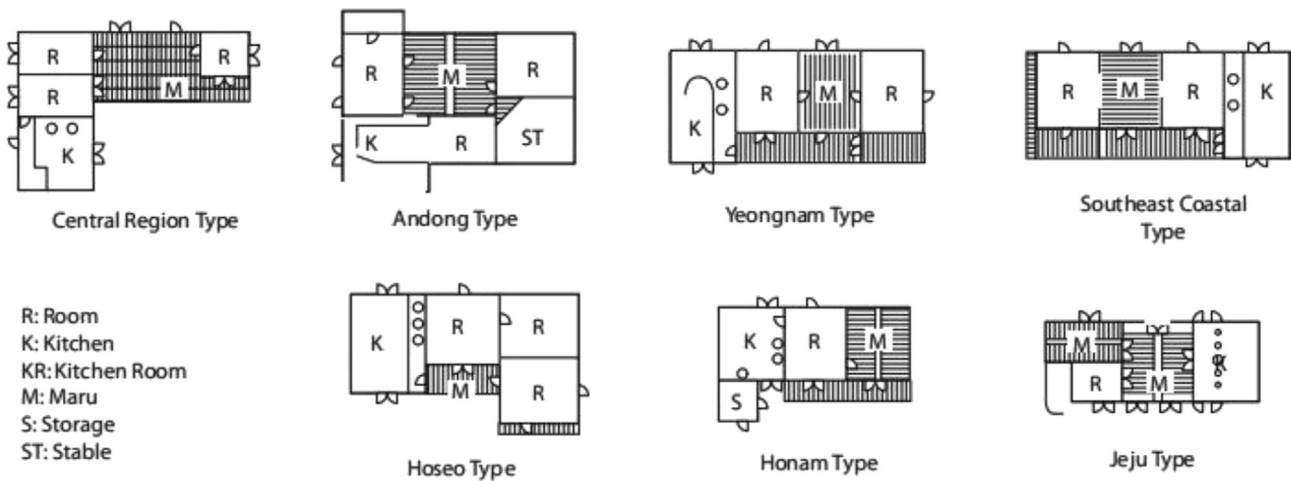 R
R
M
R
K
Central Region Type
R
M
R
K
R
ST
Andong Type
K
R
M
R
Yeongnam Type
R
M
R
K
Southeast Coastal
Type
R: Room
K: Kitchen
KR: Kitchen Room
M: Maru
S: Storage
ST: Stable
K
R
R
M
R
Hoseo Type
K
R
M
S
Honam Type
M
R
M
Jeju Type